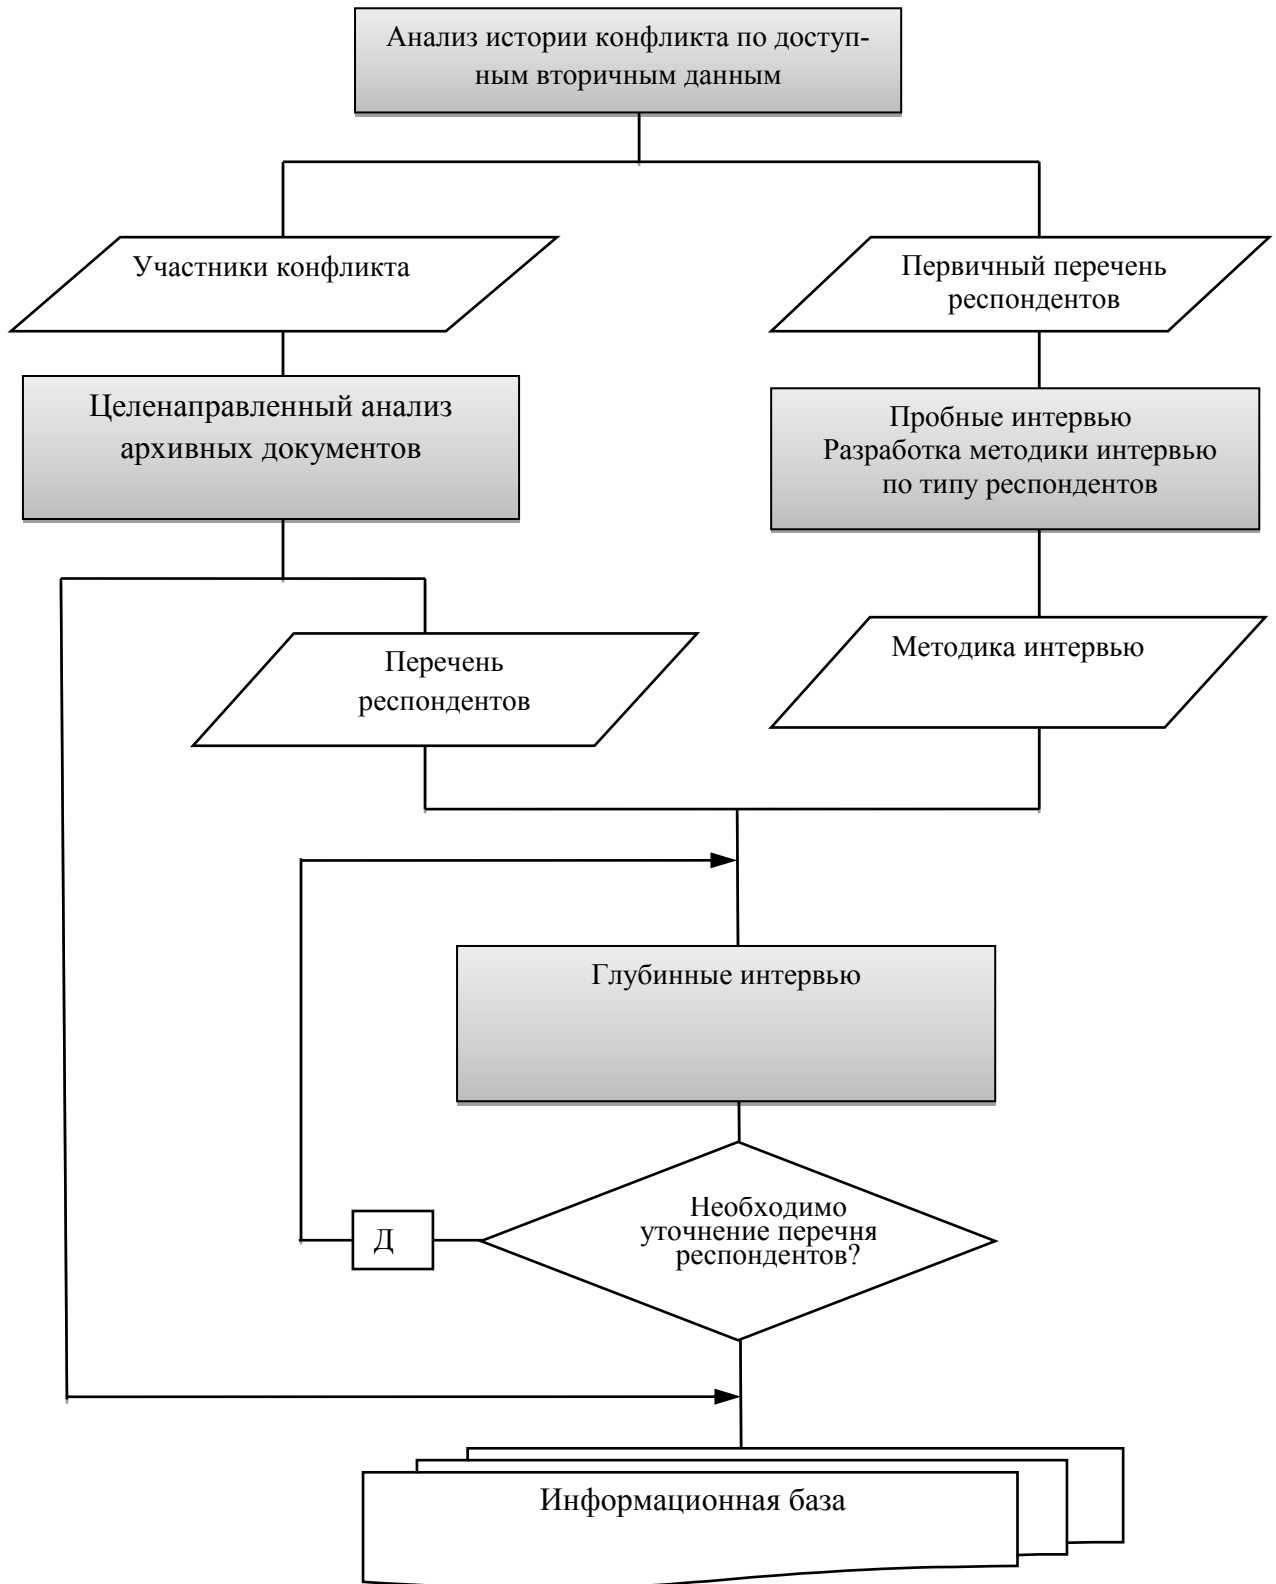 Анализ истории конфликта по доступ-
ным вторичным данным
Участники конфликта
Первичный перечень
респондентов
Целенаправленный анализ
архивных документов
Пробные интервью
Разработка методики интервью
по типу респондентов
Перечень
респондентов
Методика интервью
Глубинные интервью
Необходимо
уточнение перечня
респондентов?
Д
Информационная база